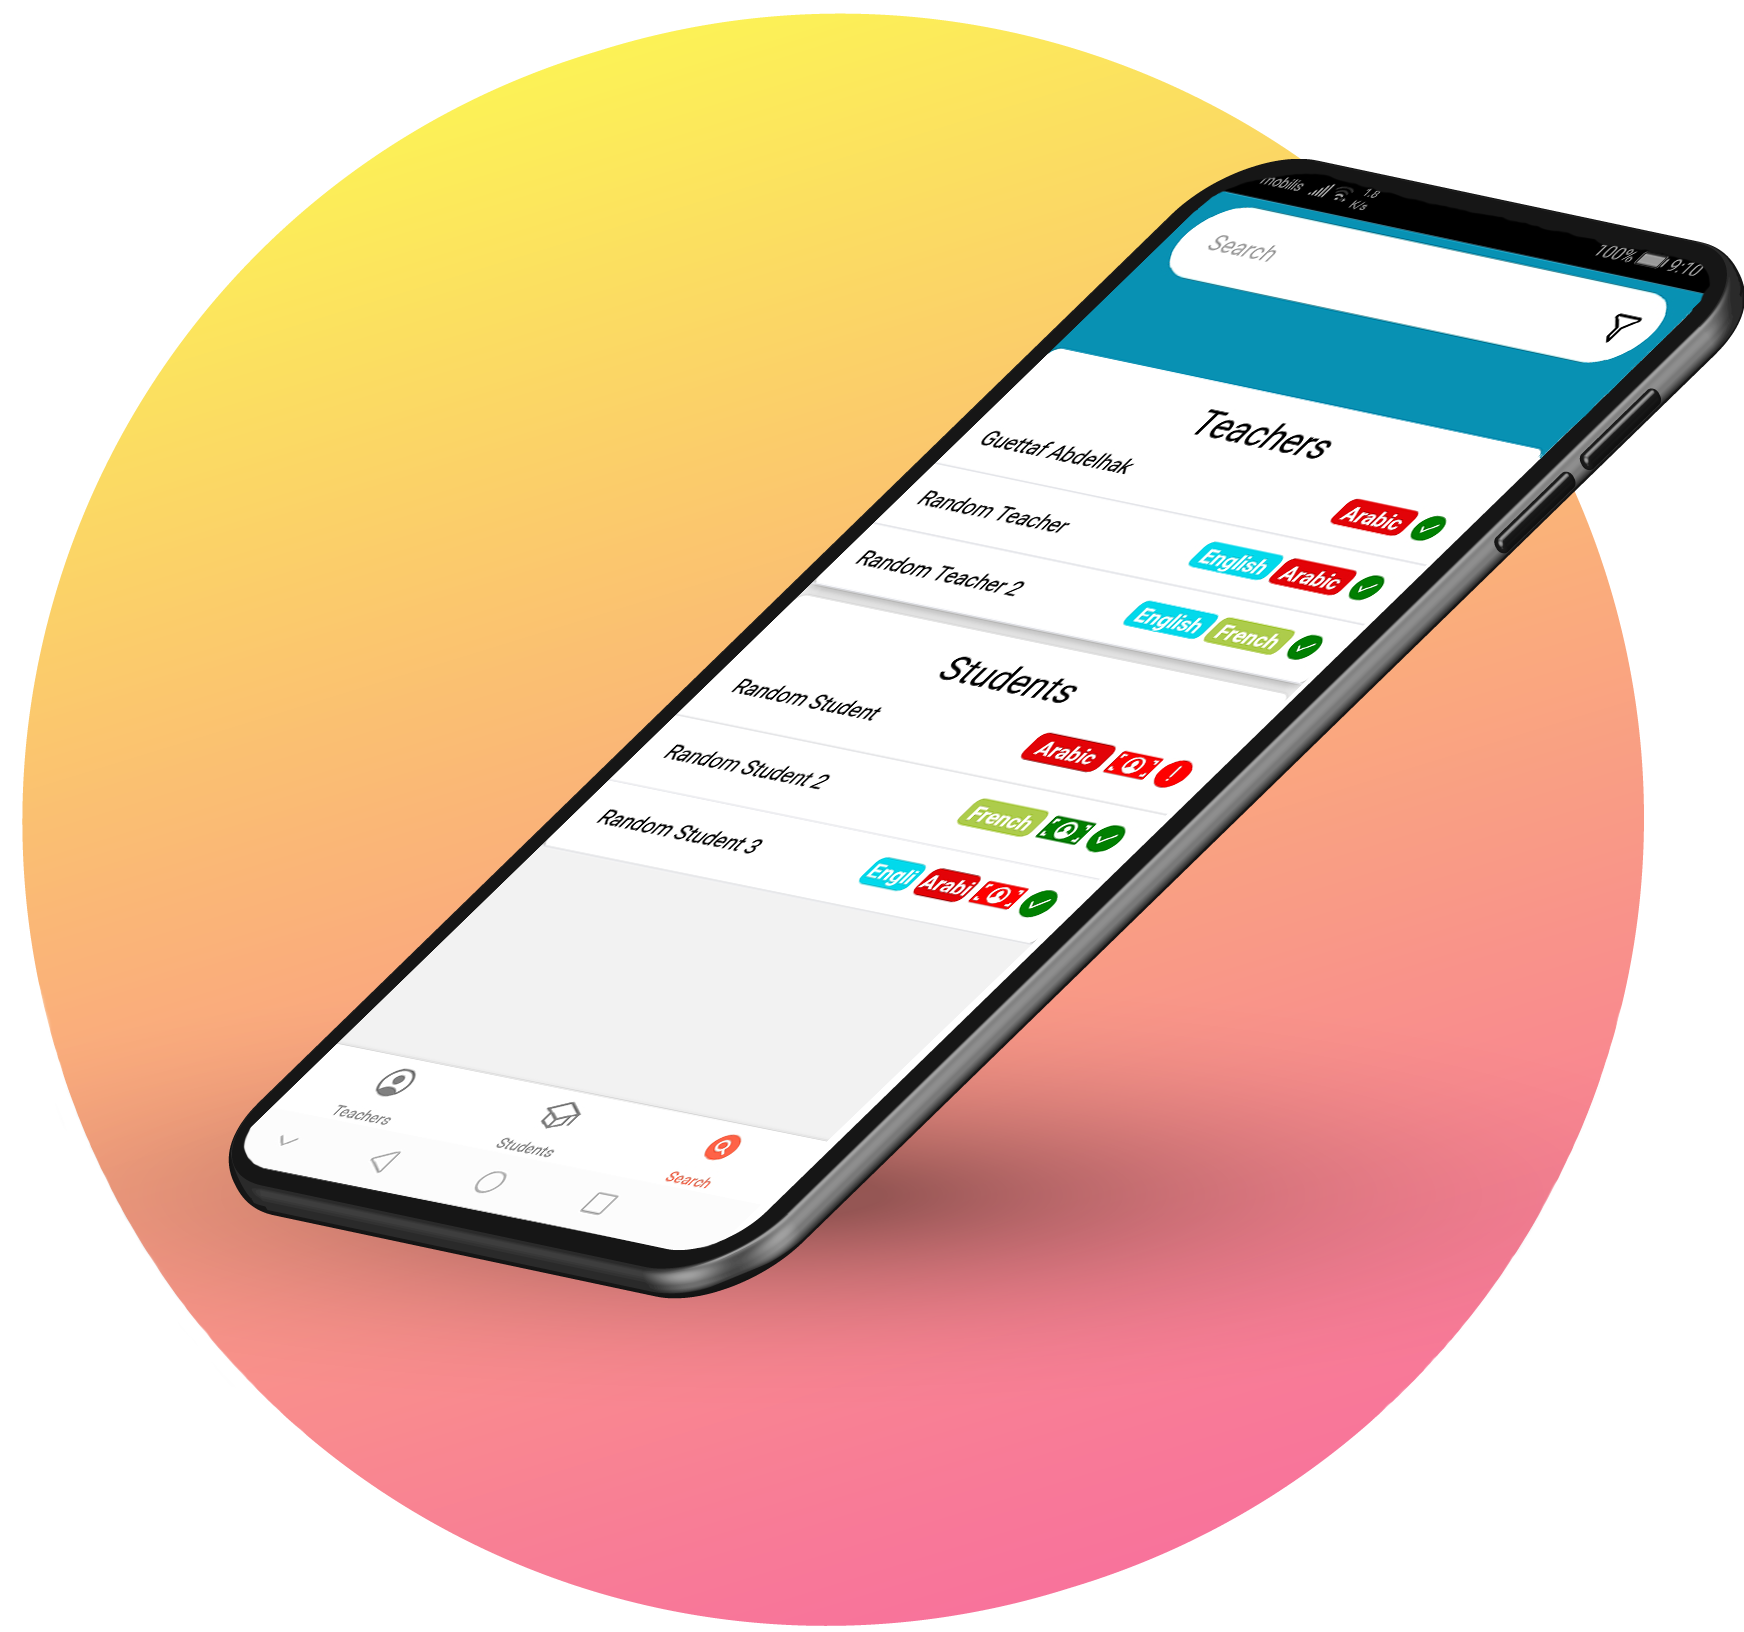 mobilis 1.8 K/s 100% 9:10
Search
Teachers
Guettaf Abdelhak
Arabic
Random Teacher
English Arabic
Random Teacher 2
English French
Students
Random Student
Arabic
Random Student 2
French
Random Student 3
Engli Arabi
Teachers
Students
Search